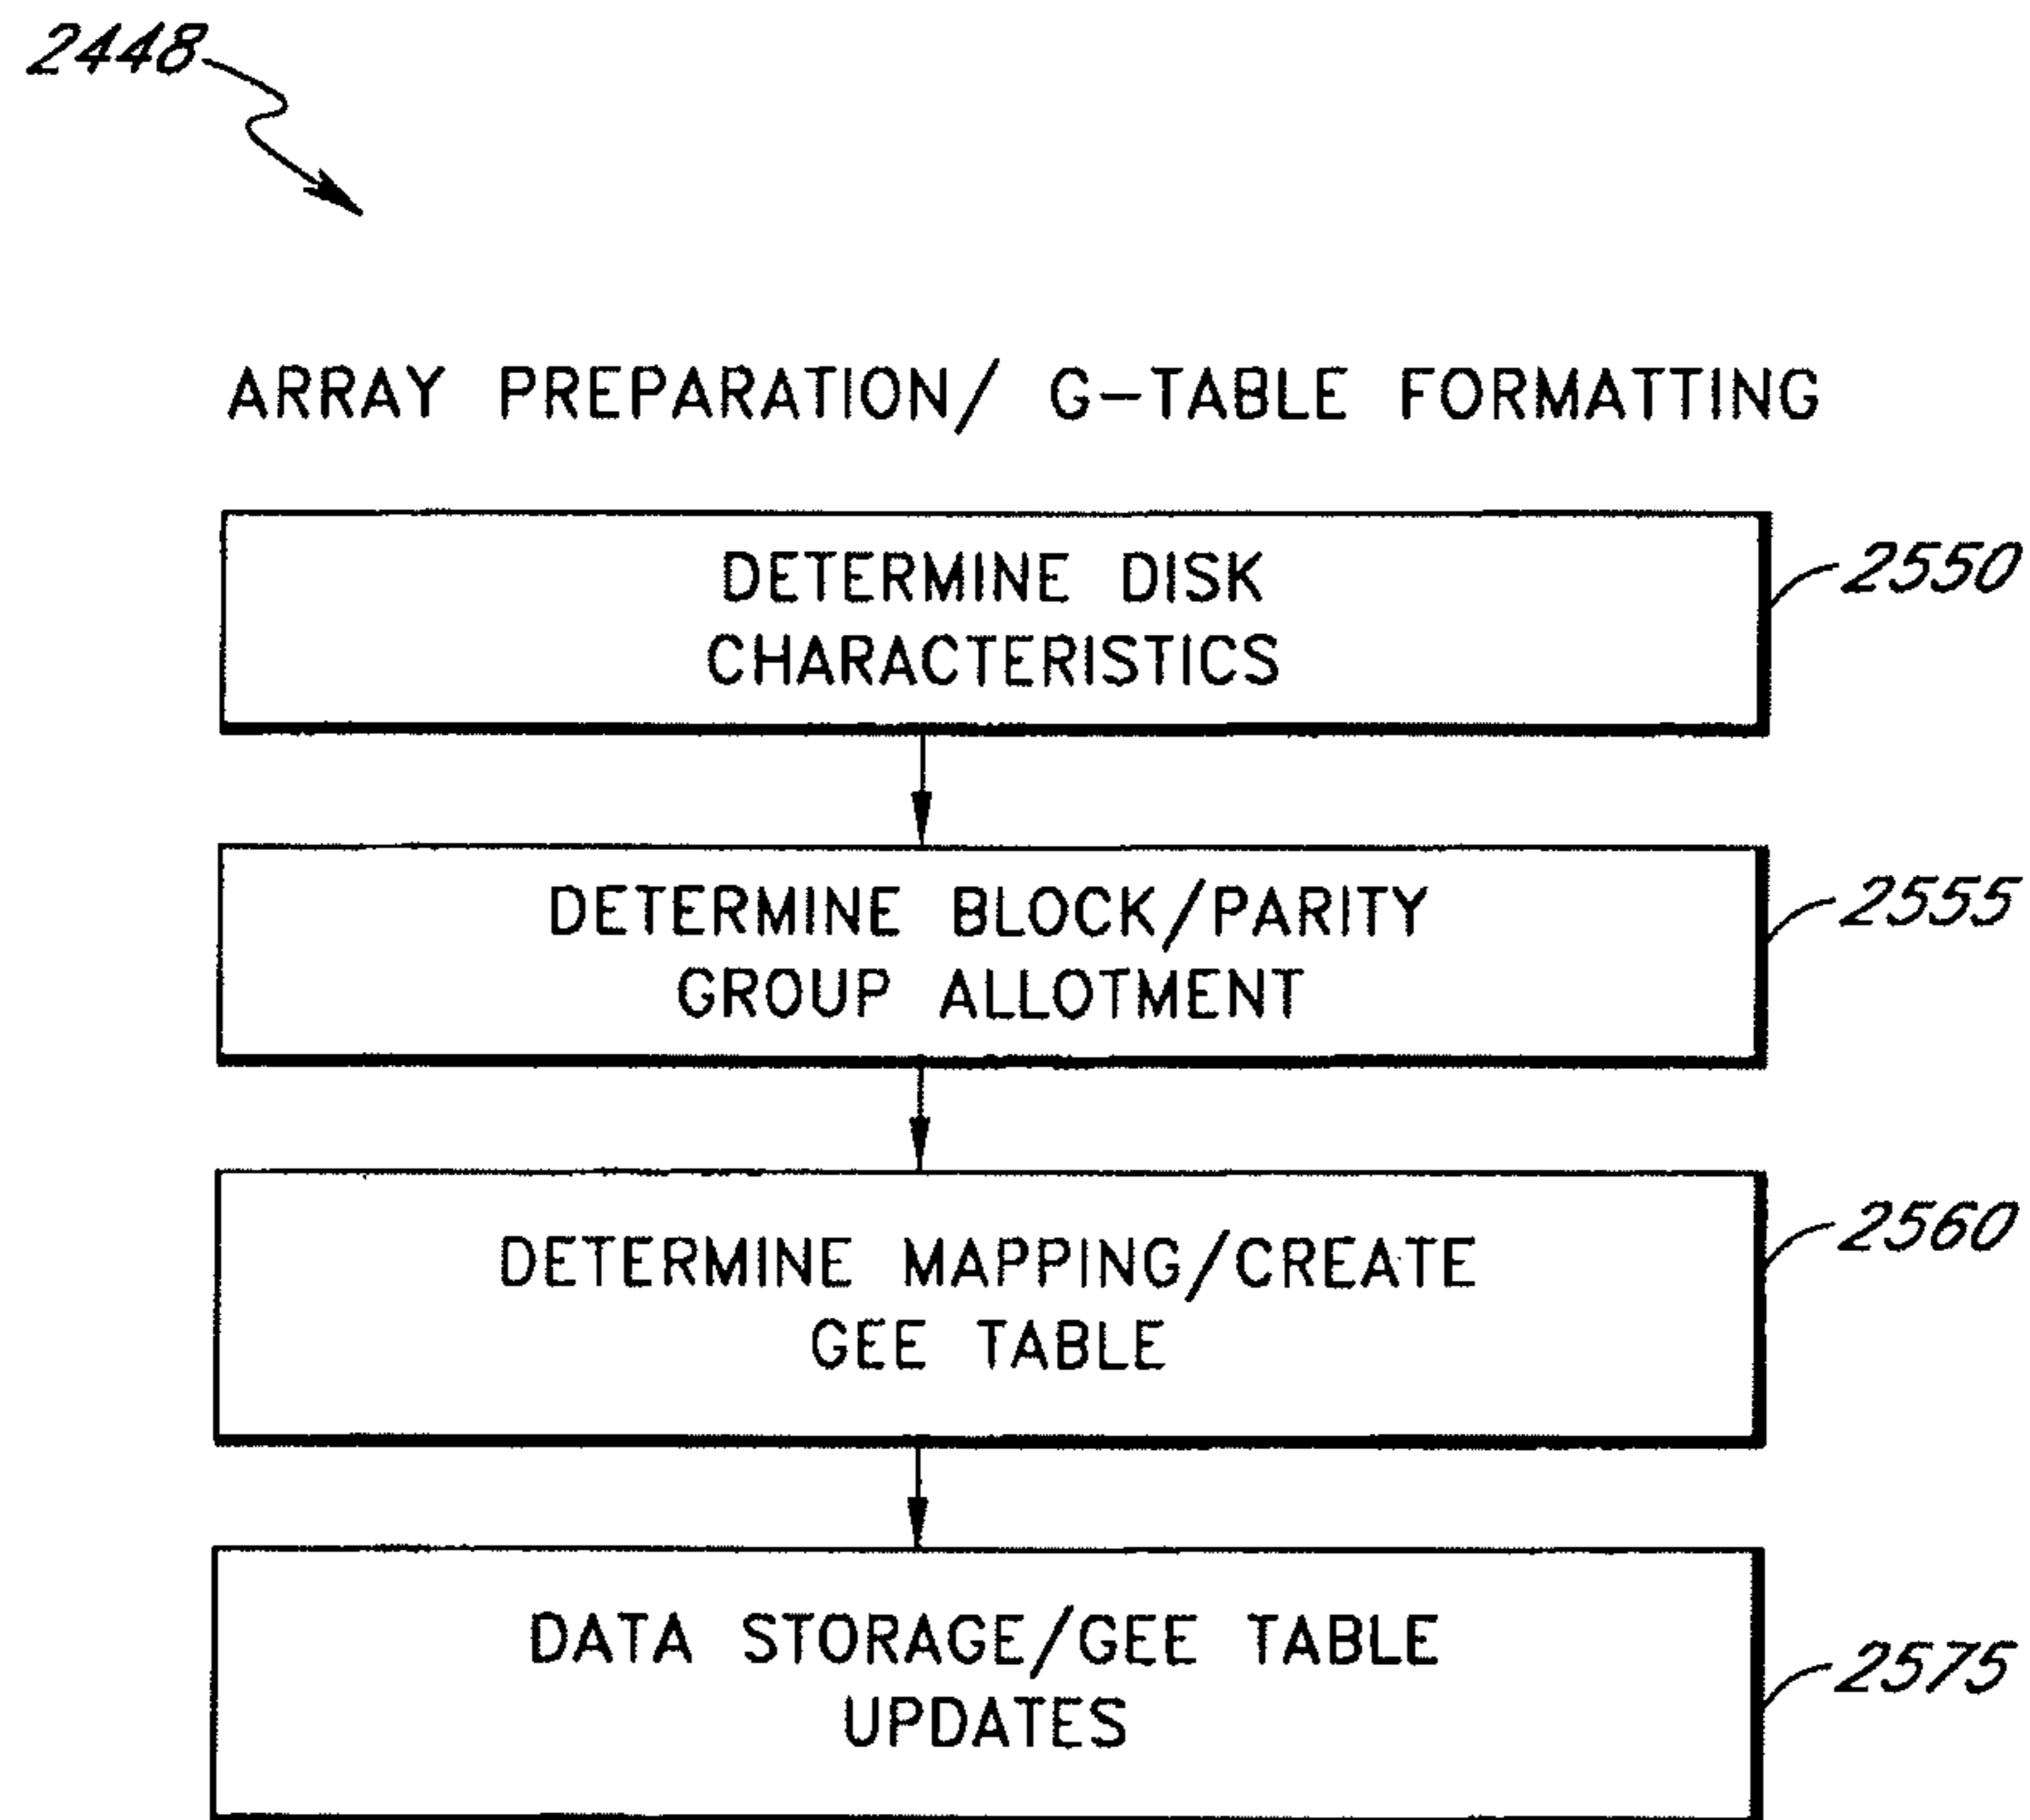 2448
ARRAY PREPARATION/ G-TABLE FORMATTING
DETERMINE DISK
CHARACTERISTICS
2550
DETERMINE BLOCK/PARITY
GROUP ALLOTMENT
2555
DETERMINE MAPPING/CREATE
GEE TABLE
2560
DATA STORAGE/GEE TABLE
UPDATES
2575